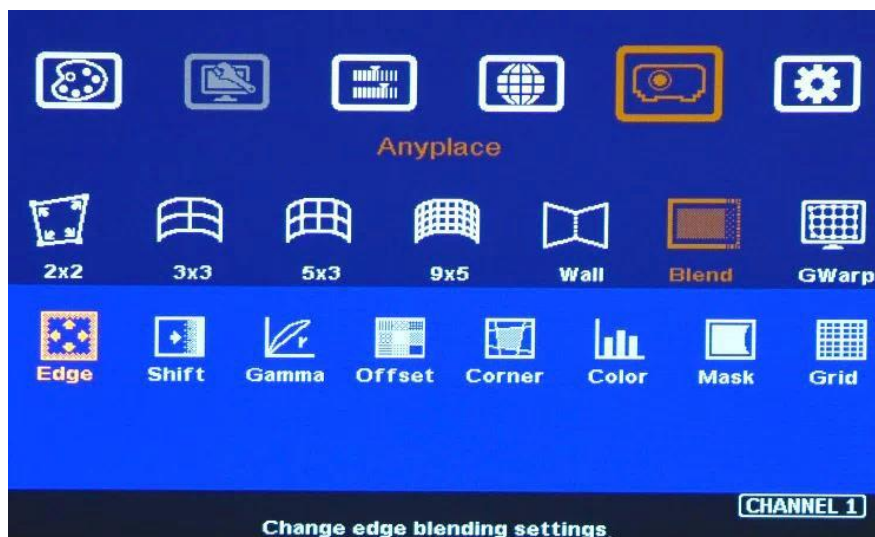 Anyplace
2x2 3x3 5x3 9x5 Wall Blend GWarp
Edge Shift Gamma Offset Corner Color Mask Grid
CHANNEL 1
Change edge blending settings